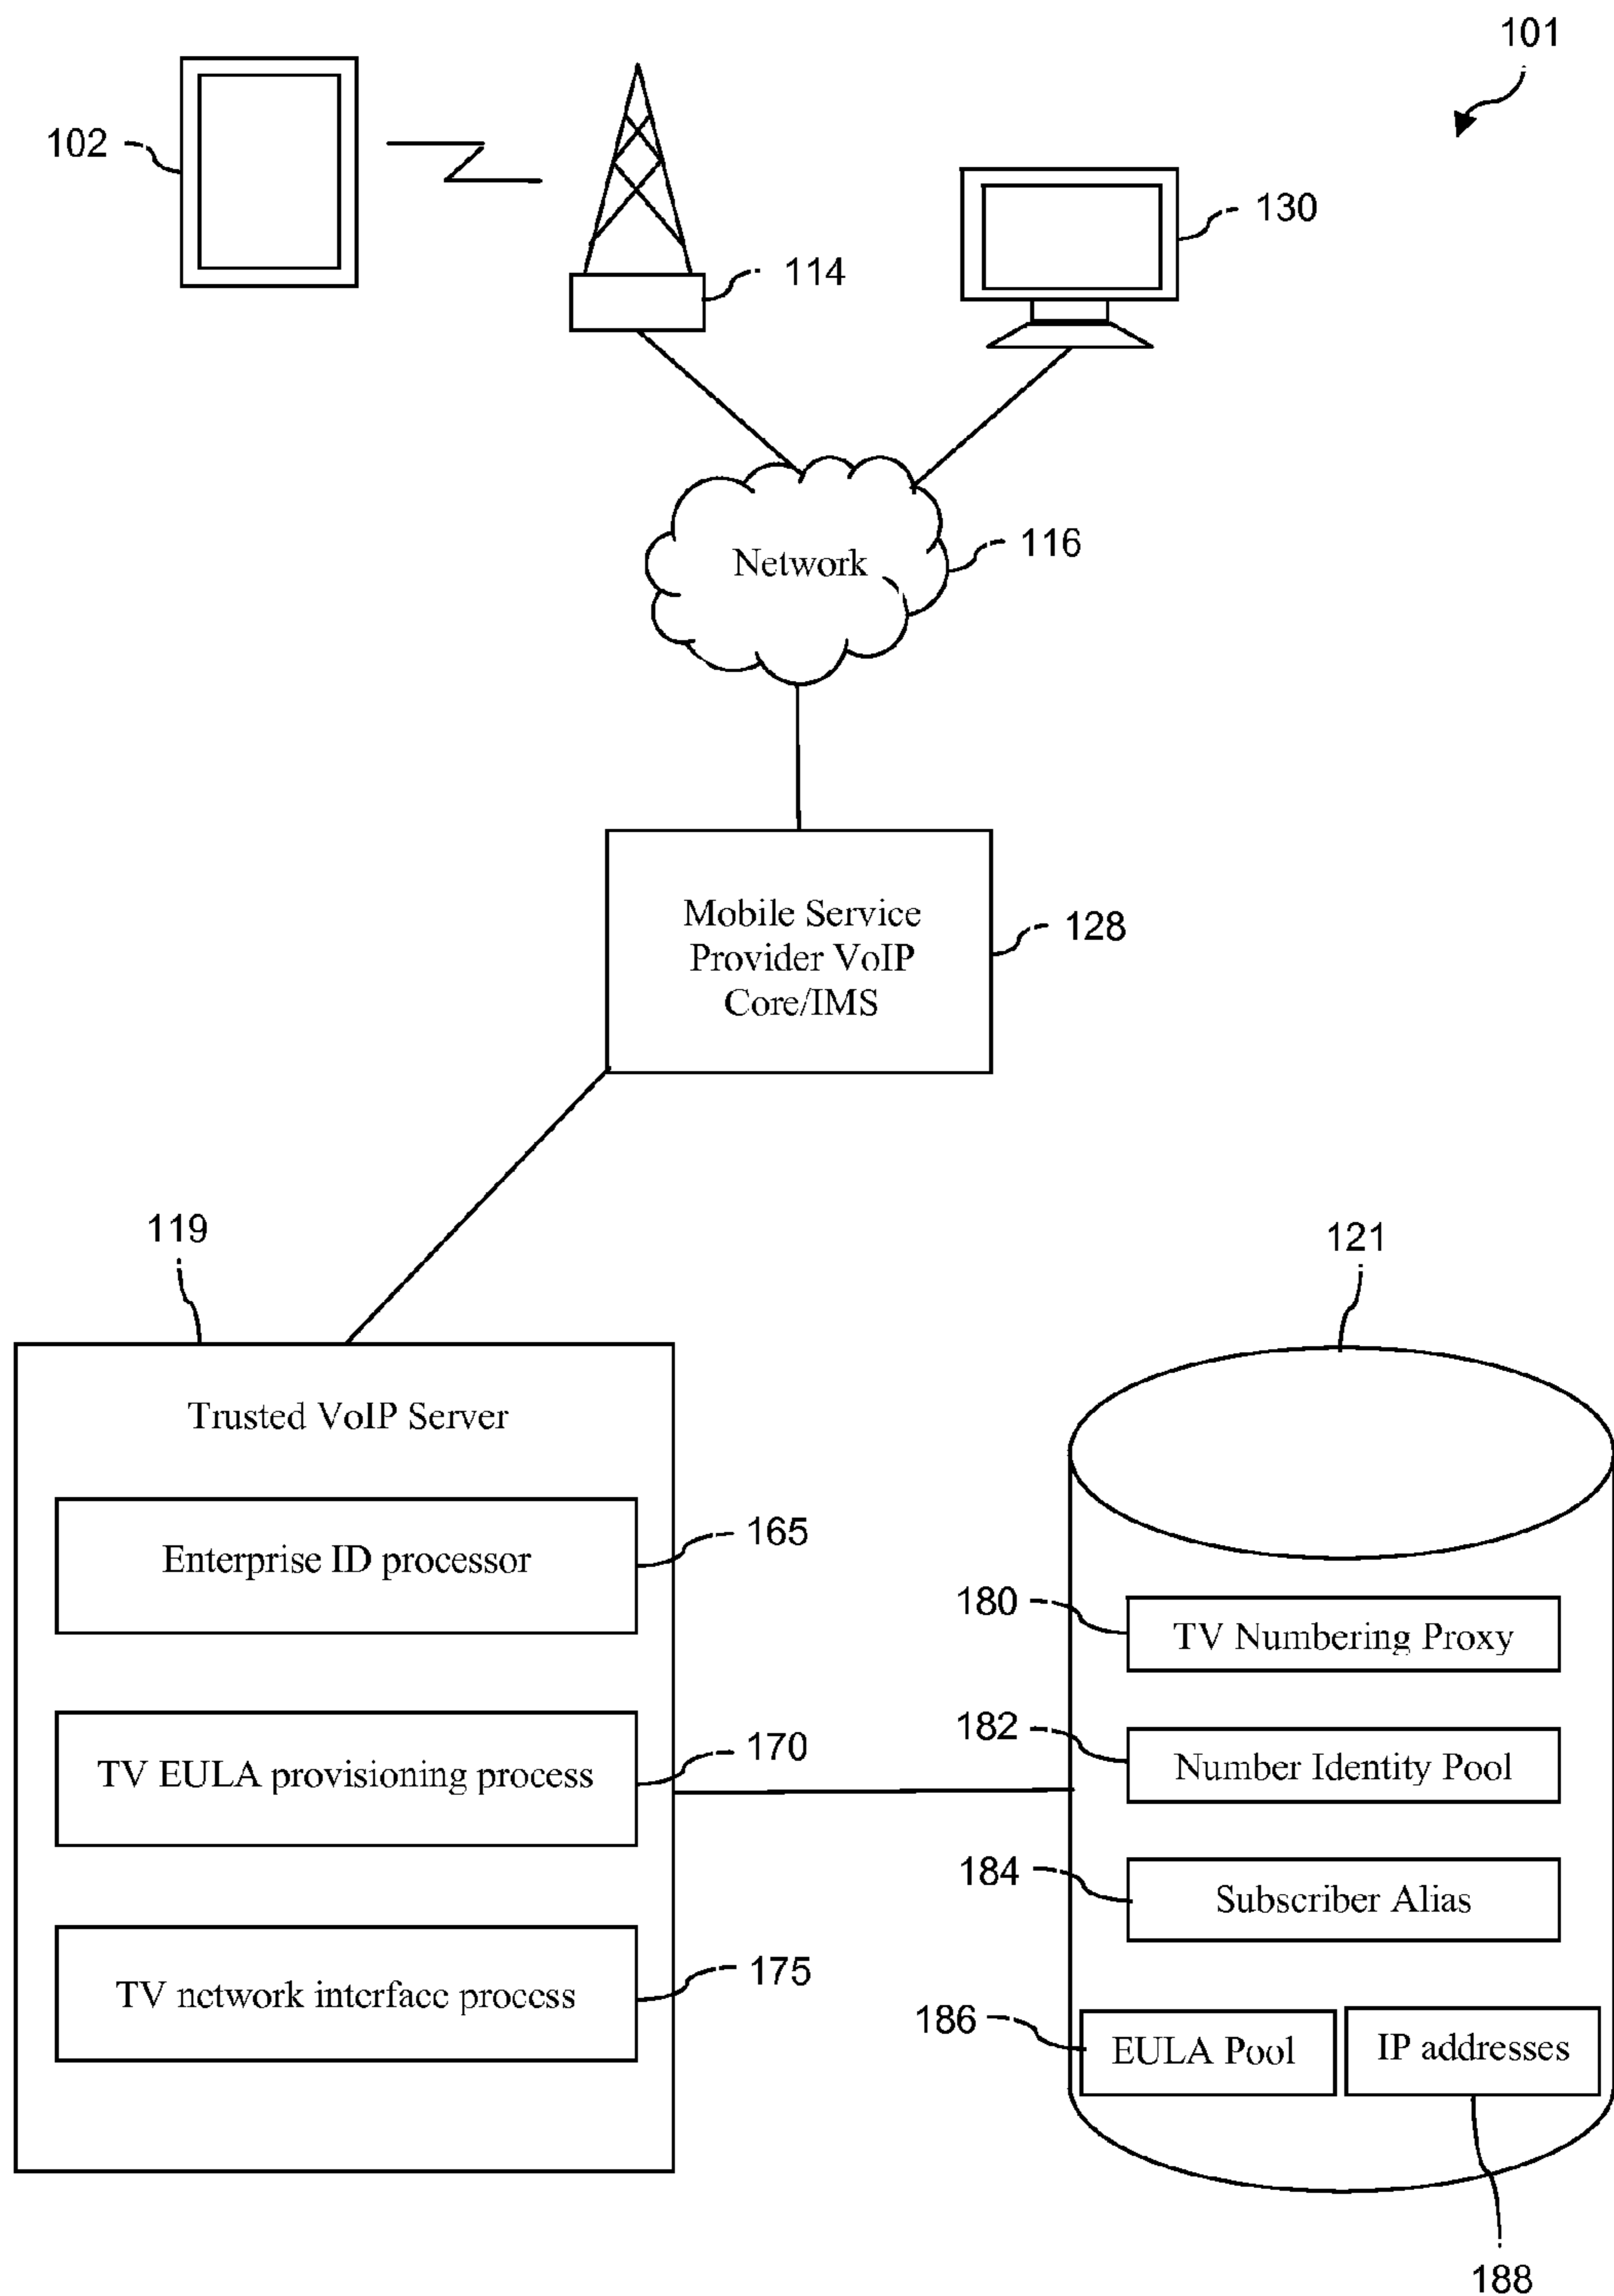 101
102
130
114
116
Network
Mobile Service
Provider VoIP
Core/IMS
128
119
121
Trusted VoIP Server
Enterprise ID processor
165
TV EULA provisioning process
170
TV network interface process
175
180
TV Numbering Proxy
182
Number Identity Pool
184
Subscriber Alias
186
EULA Pool
IP addresses
188